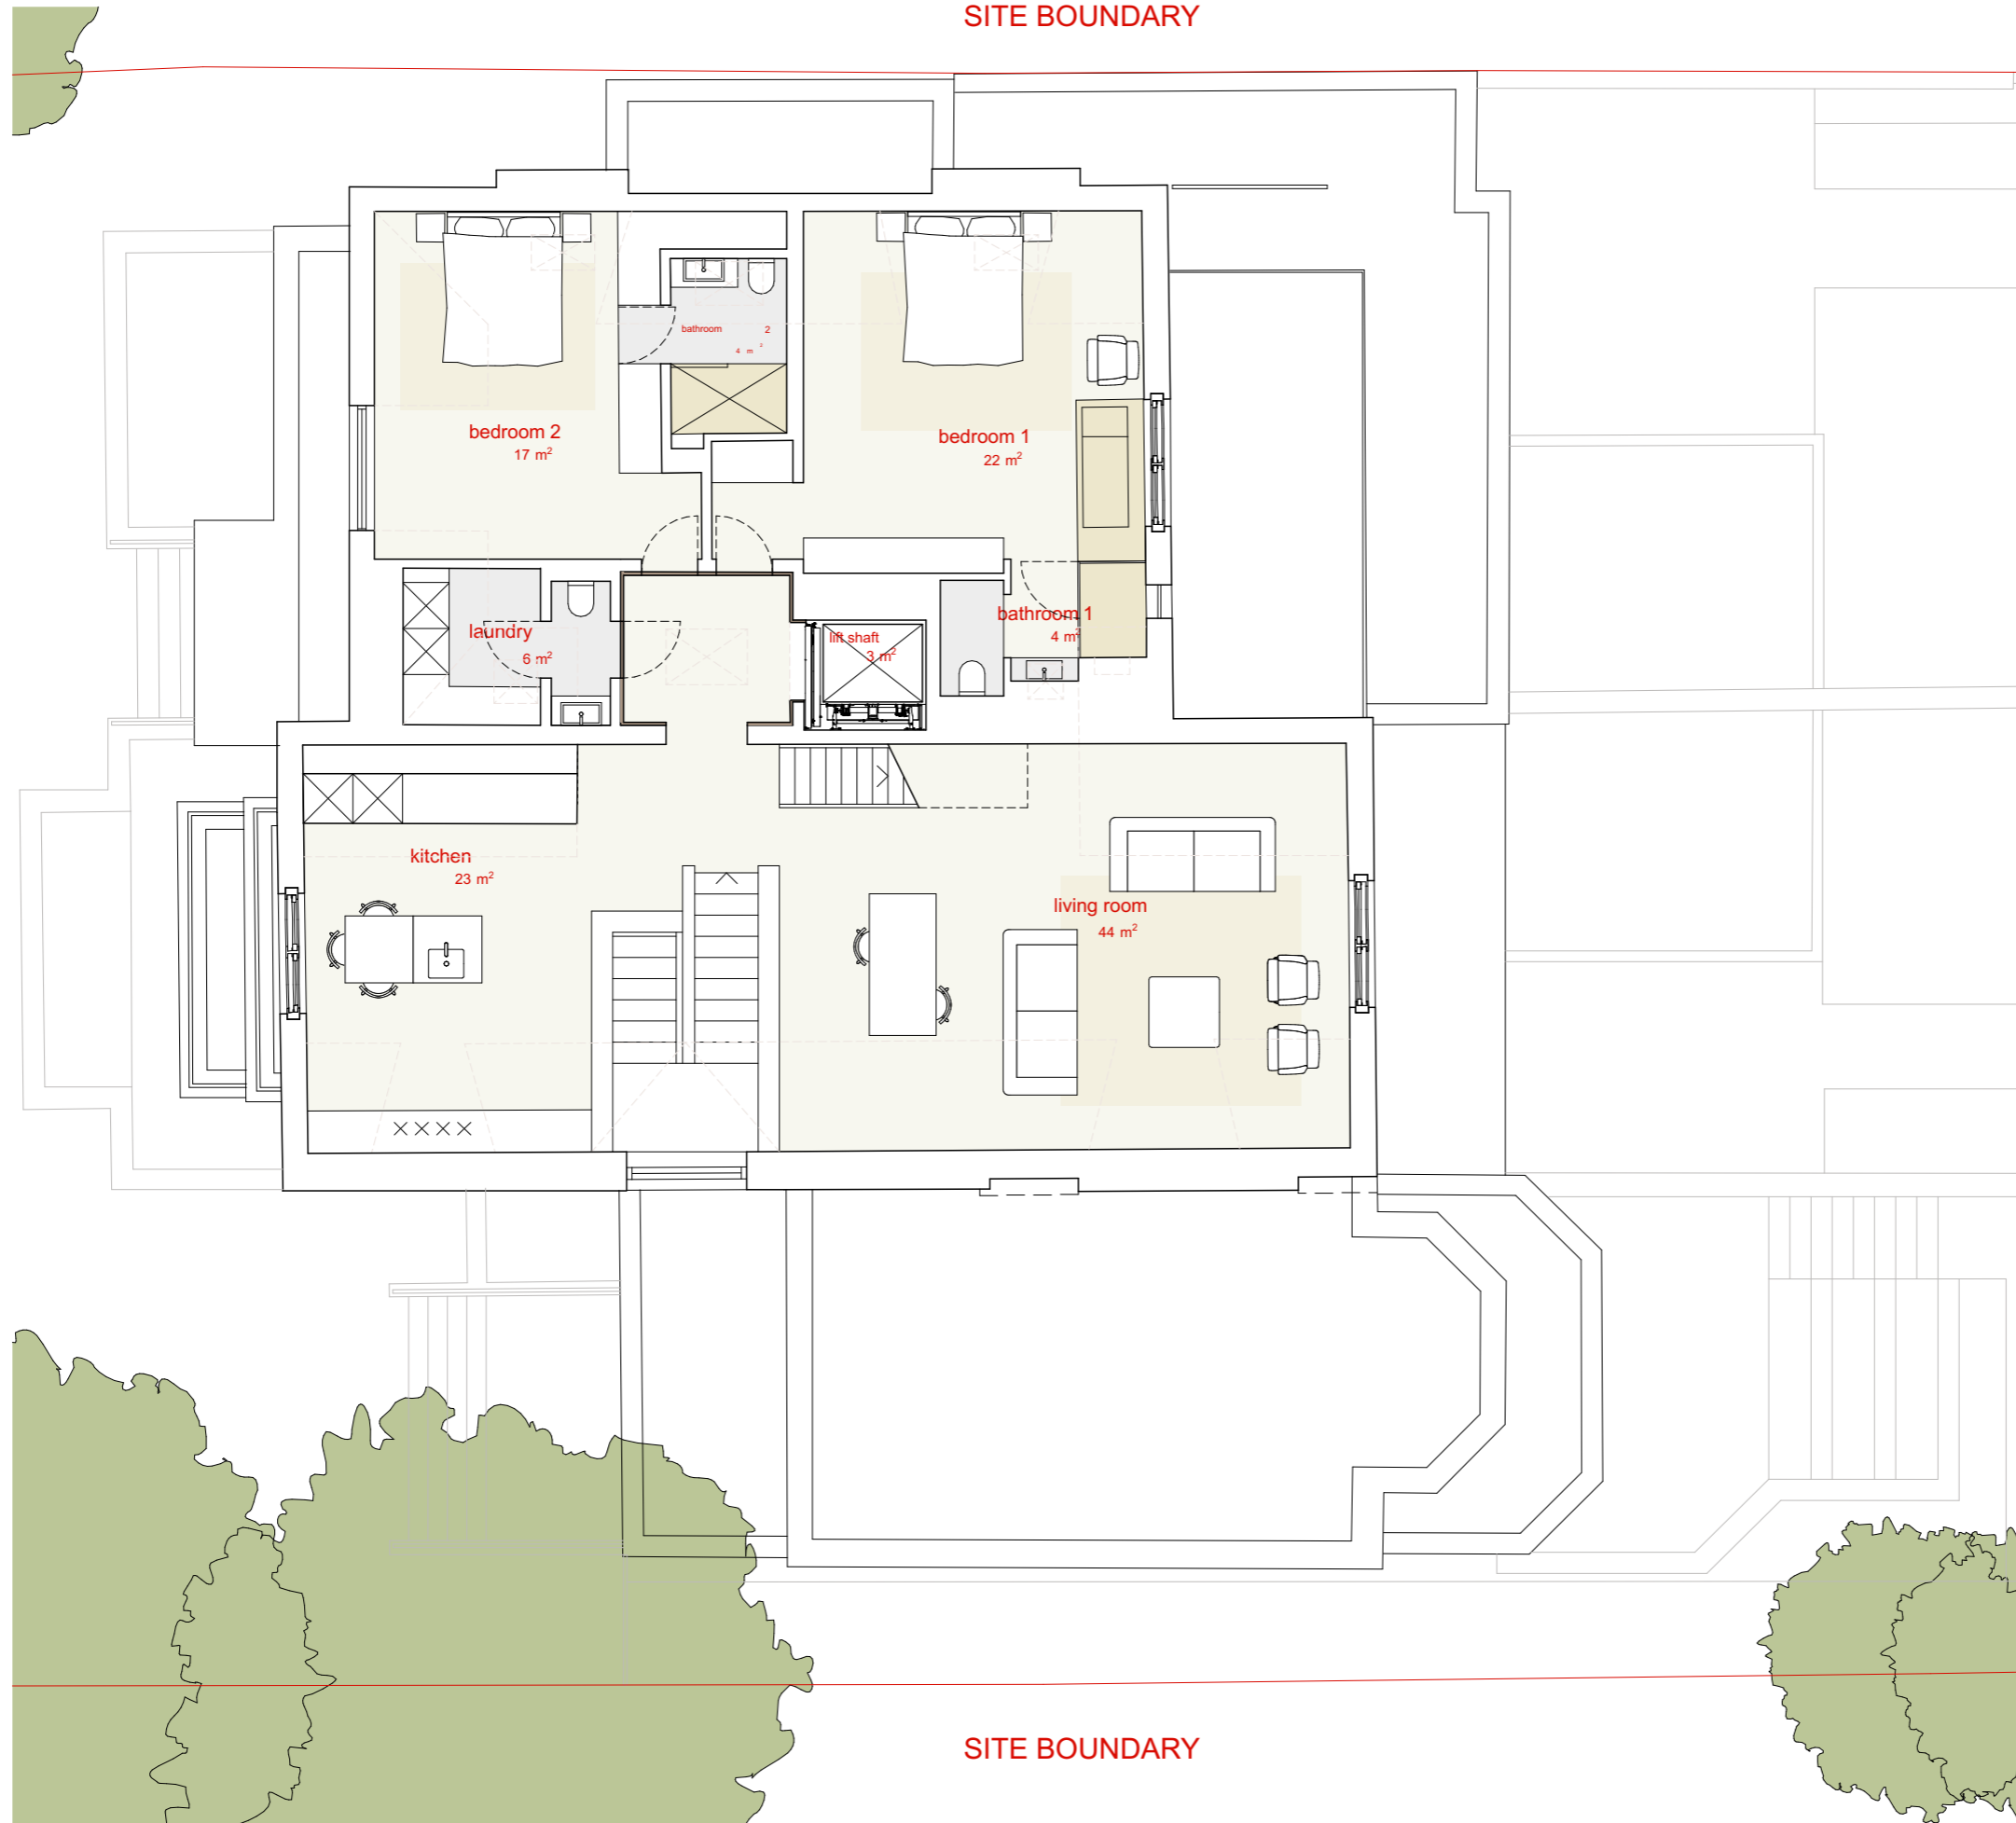 SITE BOUNDARY
bathroom 2
4 m²
bedroom 2
17 m²
bedroom 1
22 m²
laundry
6 m²
lift shaft
3 m²
bathroom 1
4 m²
kitchen
23 m²
living room
44 m²
SITE BOUNDARY